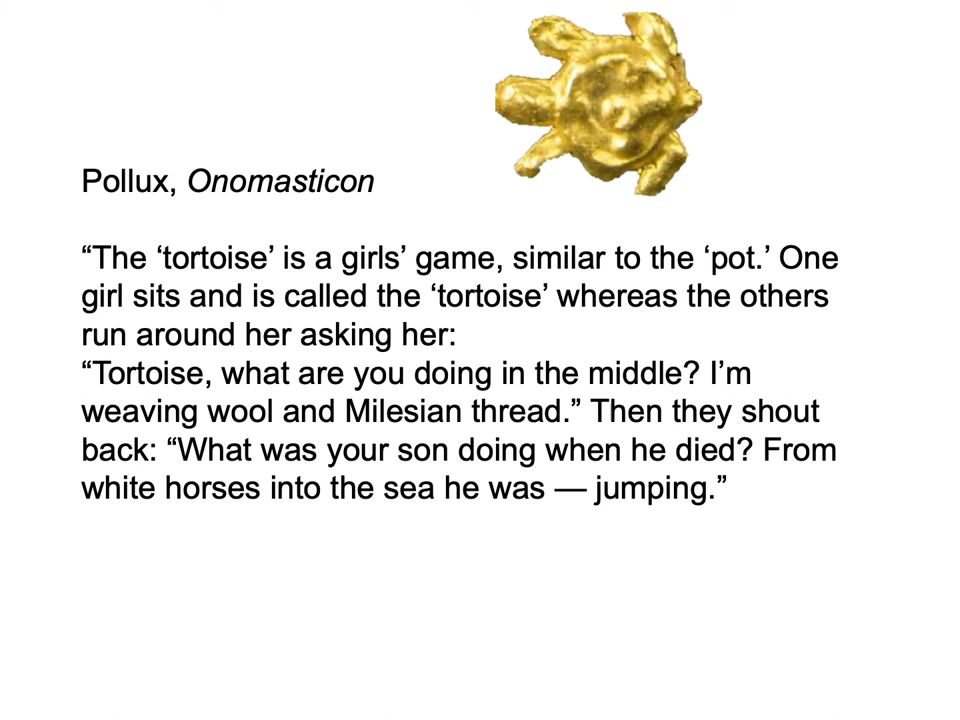 Pollux, Onomasticon
“The ‘tortoise’ is a girls’ game, similar to the ‘pot.’ One
girl sits and is called the ‘tortoise’ whereas the others
run around her asking her:
“Tortoise, what are you doing in the middle? I’m
weaving wool and Milesian thread.” Then they shout
back: “What was your son doing when he died? From
white horses into the sea he was — jumping.”